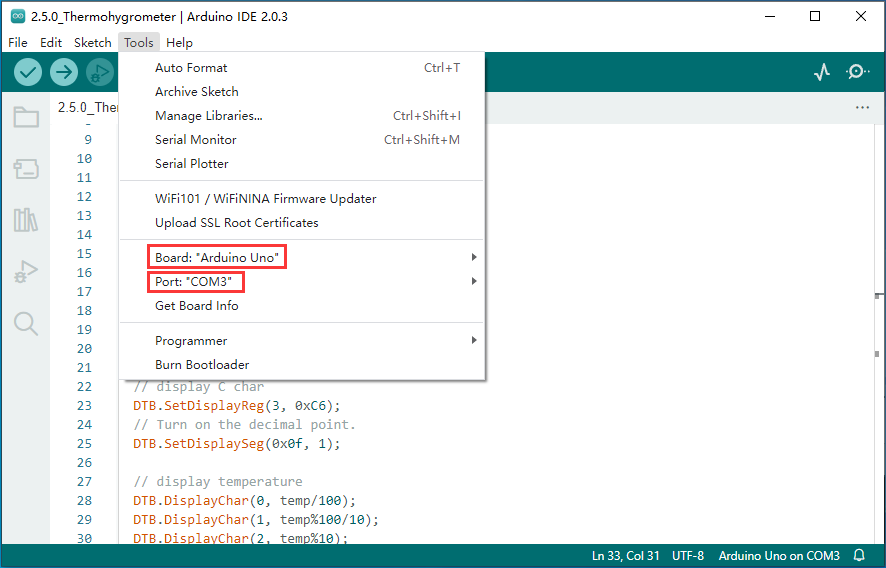 2.5.0_Thermohygrometer | Arduino IDE 2.0.3
File Edit Sketch Tools Help
Auto Format Ctrl+T
Archive Sketch
2.5.0_Ther
Manage Libraries... Ctrl+Shift+I
Serial Monitor Ctrl+Shift+M
Serial Plotter
WiFi101 / WiFiNINA Firmware Updater
Upload SSL Root Certificates
Board: "Arduino Uno"
Port: "COM3"
Get Board Info
Programmer
Burn Bootloader
9
10
11
12
13
14
15
16
17
18
19
20
21
22 // display C char
23 DTB.SetDisplayReg(3, 0xC6);
24 // Turn on the decimal point.
25 DTB.SetDisplaySeg(0x0f, 1);
26
27 // display temperature
28 DTB.DisplayChar(0, temp/100);
29 DTB.DisplayChar(1, temp%100/10);
30 DTB.DisplayChar(2, temp%10);
Ln 33, Col 31 UTF-8 Arduino Uno on COM3